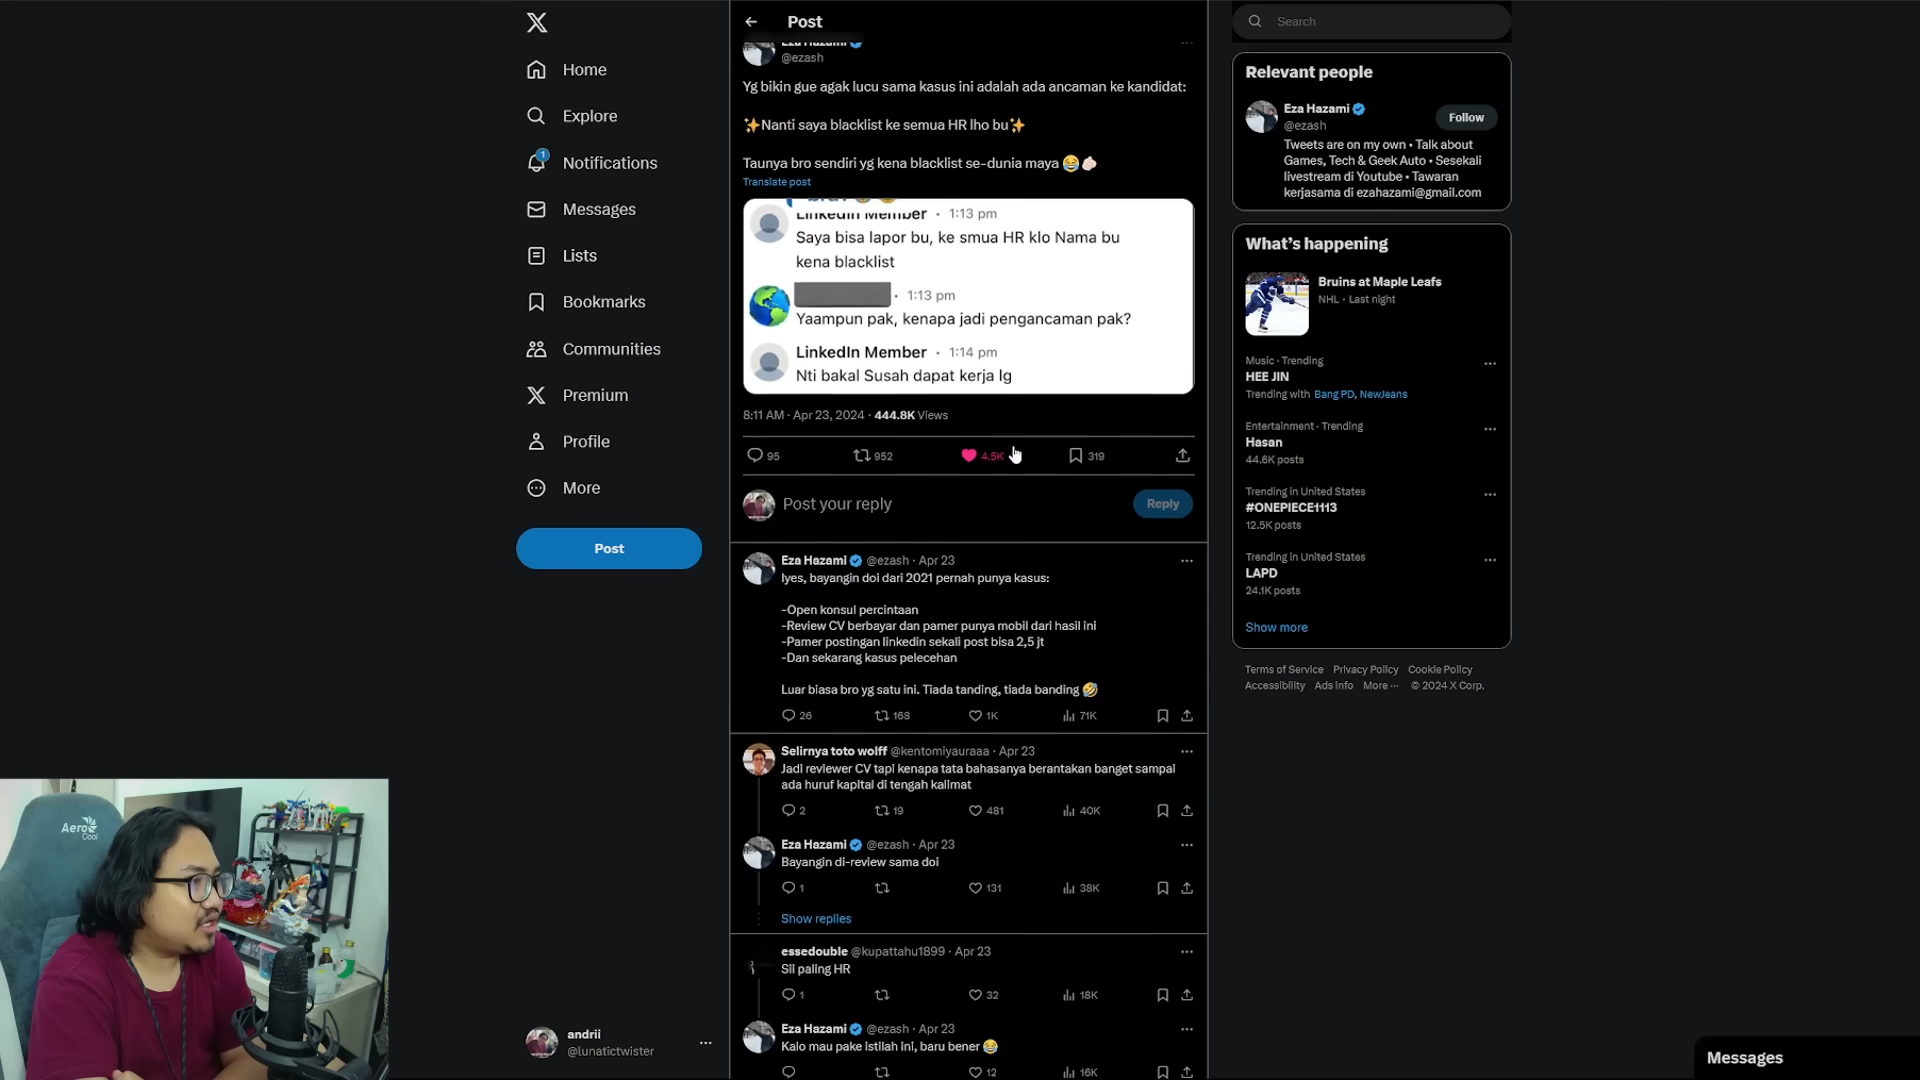 Post
Search
Eza Hazami
@ezash
Yg bikin gue agak lucu sama kasus ini adalah ada ancaman ke kandidat:
✨Nanti saya blacklist ke semua HR lho bu✨
Taunya bro sendiri yg kena blacklist se-dunia maya 😂👍🏻
Translate post
LinkedIn Member • 1:13 pm
Saya bisa lapor bu, ke smua HR klo Nama bu
kena blacklist
• 1:13 pm
Yaampun pak, kenapa jadi pengancaman pak?
LinkedIn Member • 1:14 pm
Nti bakal Susah dapat kerja lg
8:11 AM · Apr 23, 2024 · 444.8K Views
95 952 4.5K 319
Post your reply
Reply
Eza Hazami @ezash · Apr 23
Iyes, bayangin doi dari 2021 pernah punya kasus:
-Open konsul percintaan
-Review CV berbayar dan pamer punya mobil dari hasil ini
-Pamer postingan linkedin sekali post bisa 2,5 jt
-Dan sekarang kasus pelecehan
Luar biasa bro yg satu ini. Tiada tanding, tiada banding 🤣
26 168 1K 71K
Selirnya toto wolff @kentomiyauraaa · Apr 23
Jadi reviewer CV tapi kenapa tata bahasanya berantakan banget sampai
ada huruf kapital di tengah kalimat
2 19 481 40K
Eza Hazami @ezash · Apr 23
Bayangin di-review sama doi
1 131 38K
Show replies
essedouble @kupattahu1899 · Apr 23
Sii paling HR
1 32 18K
Eza Hazami @ezash · Apr 23
Kalo mau pake istilah ini, baru bener 😂
12 16K
Home
Explore
1
Notifications
Messages
Lists
Bookmarks
Communities
Premium
Profile
More
Post
andrii
@lunatictwister
Relevant people
Eza Hazami
@ezash
Follow
Tweets are on my own • Talk about
Games, Tech & Geek Auto • Sesekali
livestream di Youtube • Tawaran
kerjasama di ezahazami@gmail.com
What's happening
Bruins at Maple Leafs
NHL · Last night
Music · Trending
HEE JIN
Trending with Bang PD, NewJeans
Entertainment · Trending
Hasan
44.6K posts
Trending in United States
#ONEPIECE1113
12.5K posts
Trending in United States
LAPD
24.1K posts
Show more
Terms of Service Privacy Policy Cookie Policy
Accessibility Ads info More ··· © 2024 X Corp.
Messages
Aero
Cool